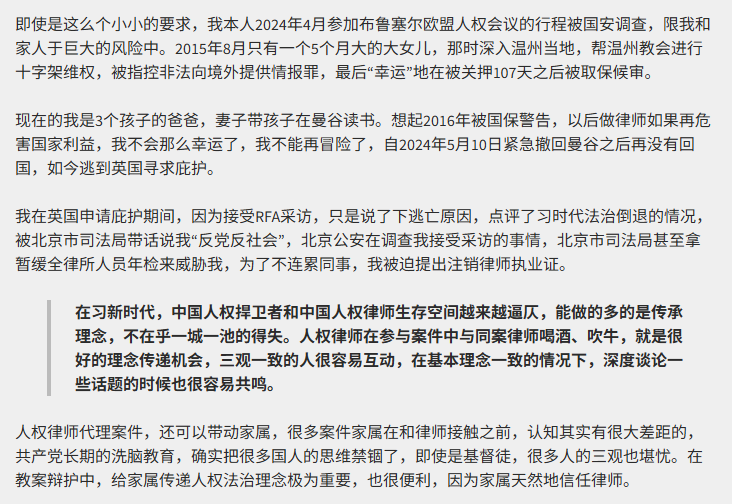 即使是这么个小小的要求，我本人2024年4月参加布鲁塞尔欧盟人权会议的行程被国安调查，限我和
家人于巨大的风险中。2015年8月只有一个5个月大的大女儿，那时深入温州当地，帮温州教会进行
十字架维权，被指控非法向境外提供情报罪，最后“幸运”地在被关押107天之后被取保候审。
现在的我是3个孩子的爸爸，妻子带孩子在曼谷读书。想起2016年被国保警告，以后做律师如果再危
害国家利益，我不会那么幸运了，我不能再冒险了，自2024年5月10日紧急撤回曼谷之后再没有回
国，如今逃到英国寻求庇护。
我在英国申请庇护期间，因为接受RFA采访，只是说了下逃亡原因，点评了习时代法治倒退的情况，
被北京市司法局带话说我“反党反社会”，北京公安在调查我接受采访的事情，北京市司法局甚至拿
暂缓全律所人员年检来威胁我，为了不连累同事，我被迫提出注销律师执业证。
在习新时代，中国人权捍卫者和中国人权律师生存空间越来越逼仄，能做的多的是传承
理念，不在乎一城一池的得失。人权律师在参与案件中与同案律师喝酒、吹牛，就是很
好的理念传递机会，三观一致的人很容易互动，在基本理念一致的情况下，深度谈论一
些话题的时候也很容易共鸣。
人权律师代理案件，还可以带动家属，很多案件家属在和律师接触之前，认知其实有很大差距的，
共产党长期的洗脑教育，确实把很多国人的思维禁锢了，即使是基督徒，很多人的三观也堪忧。在
教案辩护中，给家属传递人权法治理念极为重要，也很便利，因为家属天然地信任律师。